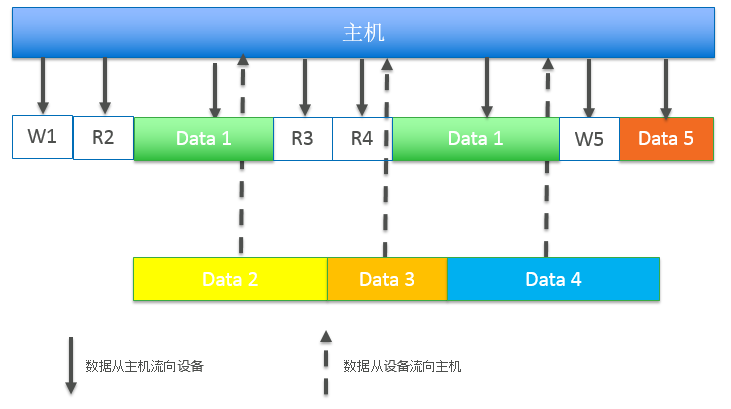 主机
W1 R2 Data 1 R3 R4 Data 1 W5 Data 5
Data 2 Data 3 Data 4
数据从主机流向设备 数据从设备流向主机